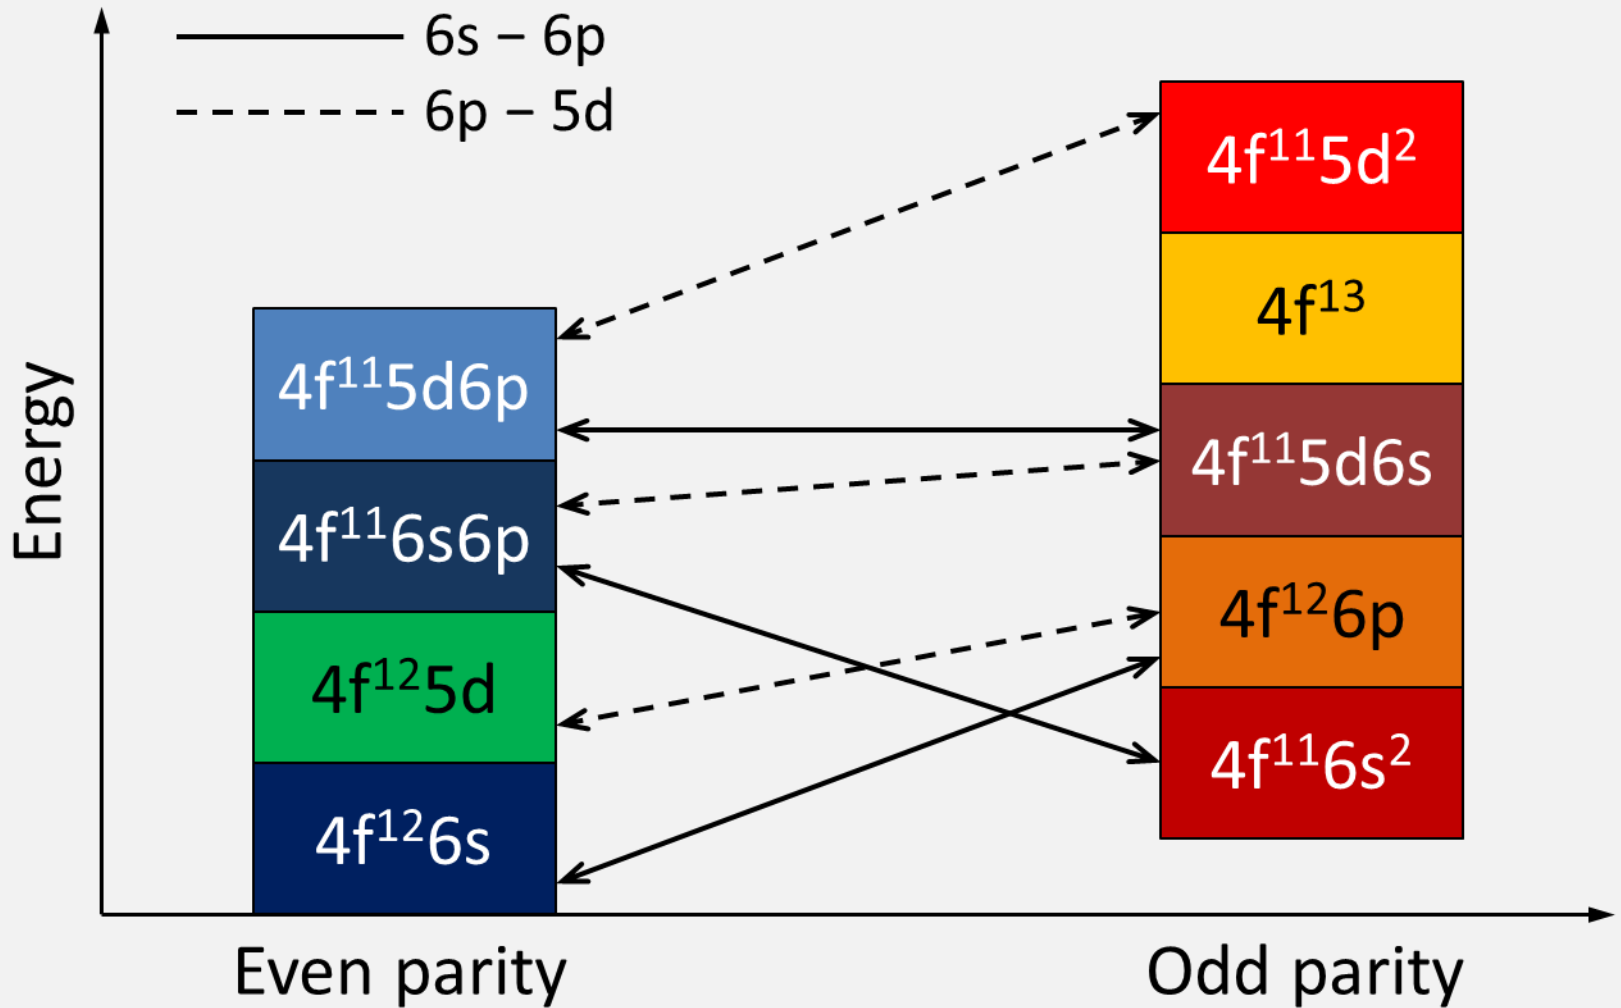 6s − 6p
6p − 5d
Energy
4f¹¹5d6p
4f¹¹6s6p
4f¹²5d
4f¹²6s
4f¹¹5d²
4f¹³
4f¹¹5d6s
4f¹²6p
4f¹¹6s²
Even parity
Odd parity